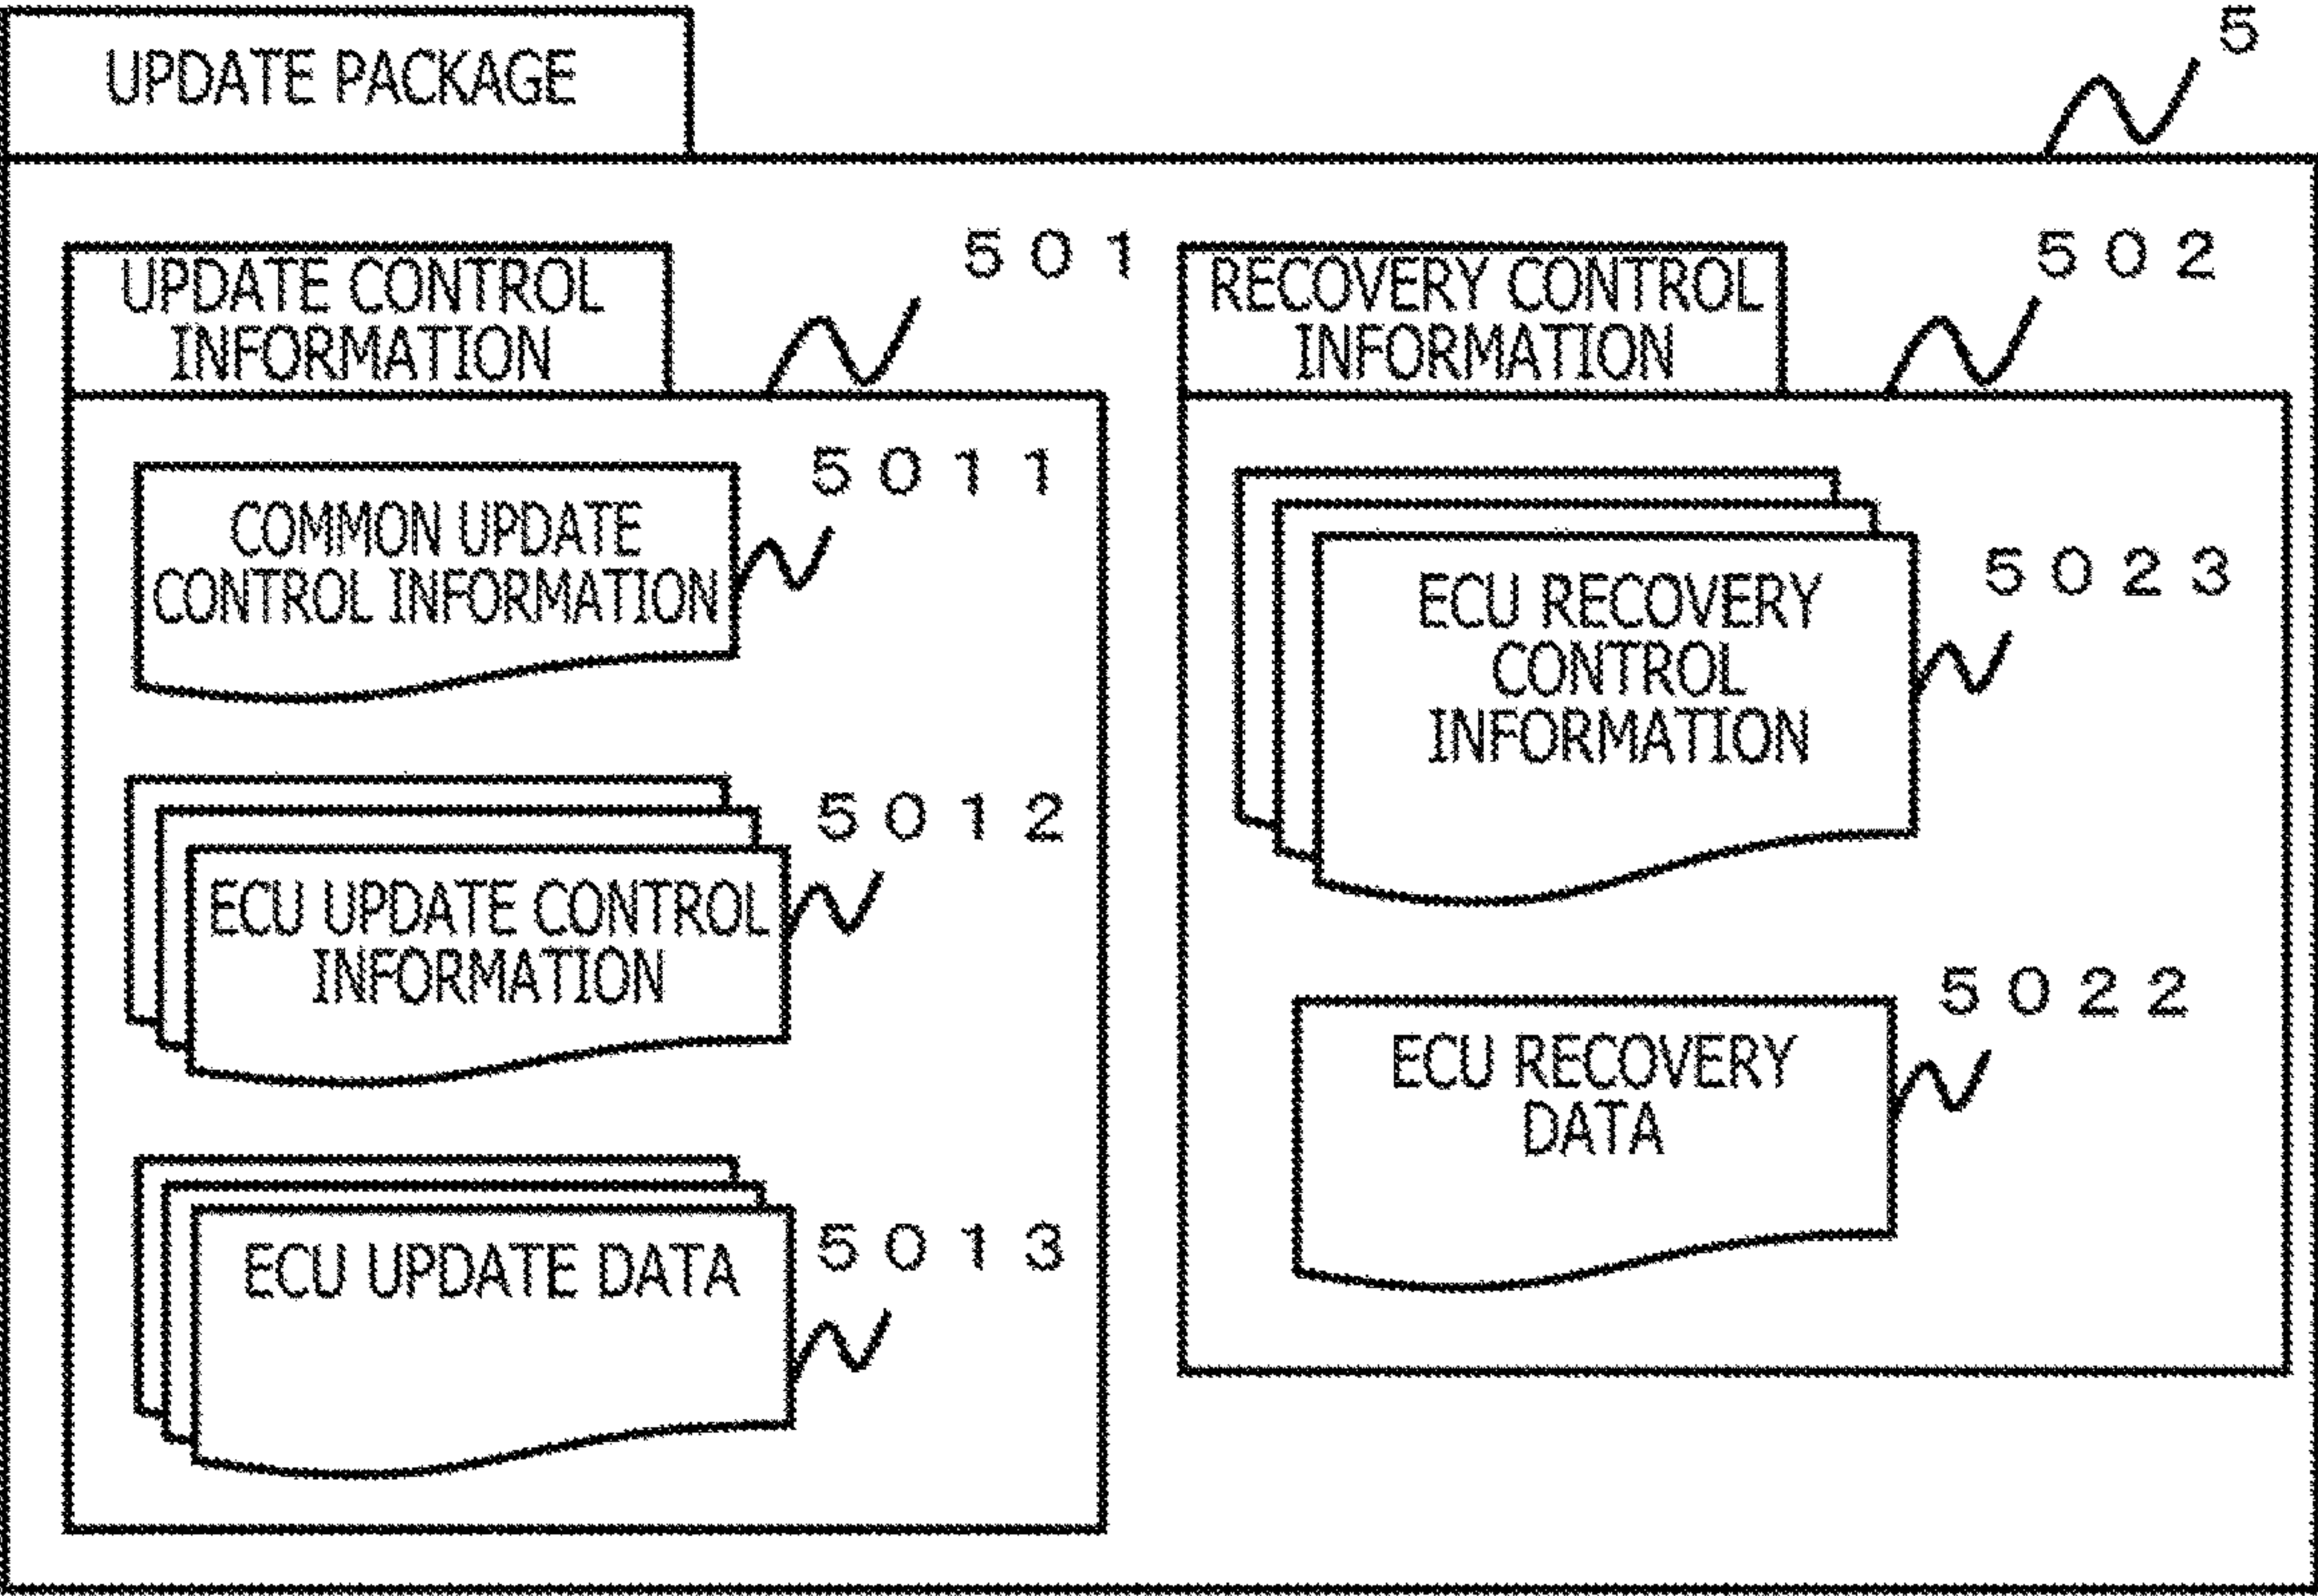 UPDATE PACKAGE
5
UPDATE CONTROL
INFORMATION
501
COMMON UPDATE
CONTROL INFORMATION
5011
ECU UPDATE CONTROL
INFORMATION
5012
ECU UPDATE DATA
5013
RECOVERY CONTROL
INFORMATION
502
ECU RECOVERY
CONTROL
INFORMATION
5023
ECU RECOVERY
DATA
5022